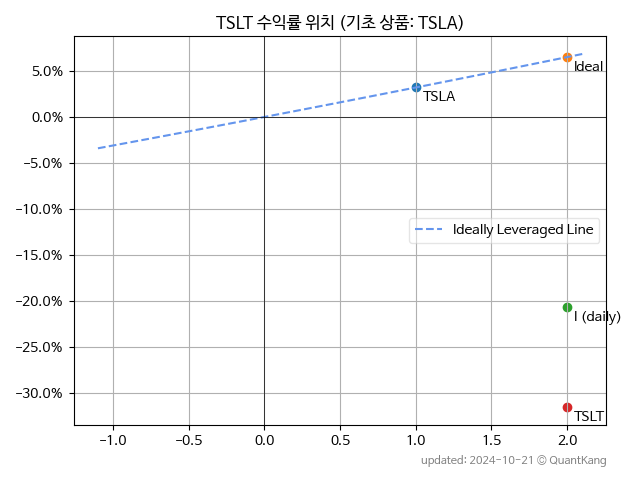 TSLT 수익률 위치 (기초 상품: TSLA)
5.0%
0.0%
−5.0%
−10.0%
−15.0%
−20.0%
−25.0%
−30.0%
Ideal
TSLA
Ideally Leveraged Line
I (daily)
TSLT
−1.0
−0.5
0.0
0.5
1.0
1.5
2.0
updated: 2024-10-21 © QuantKang